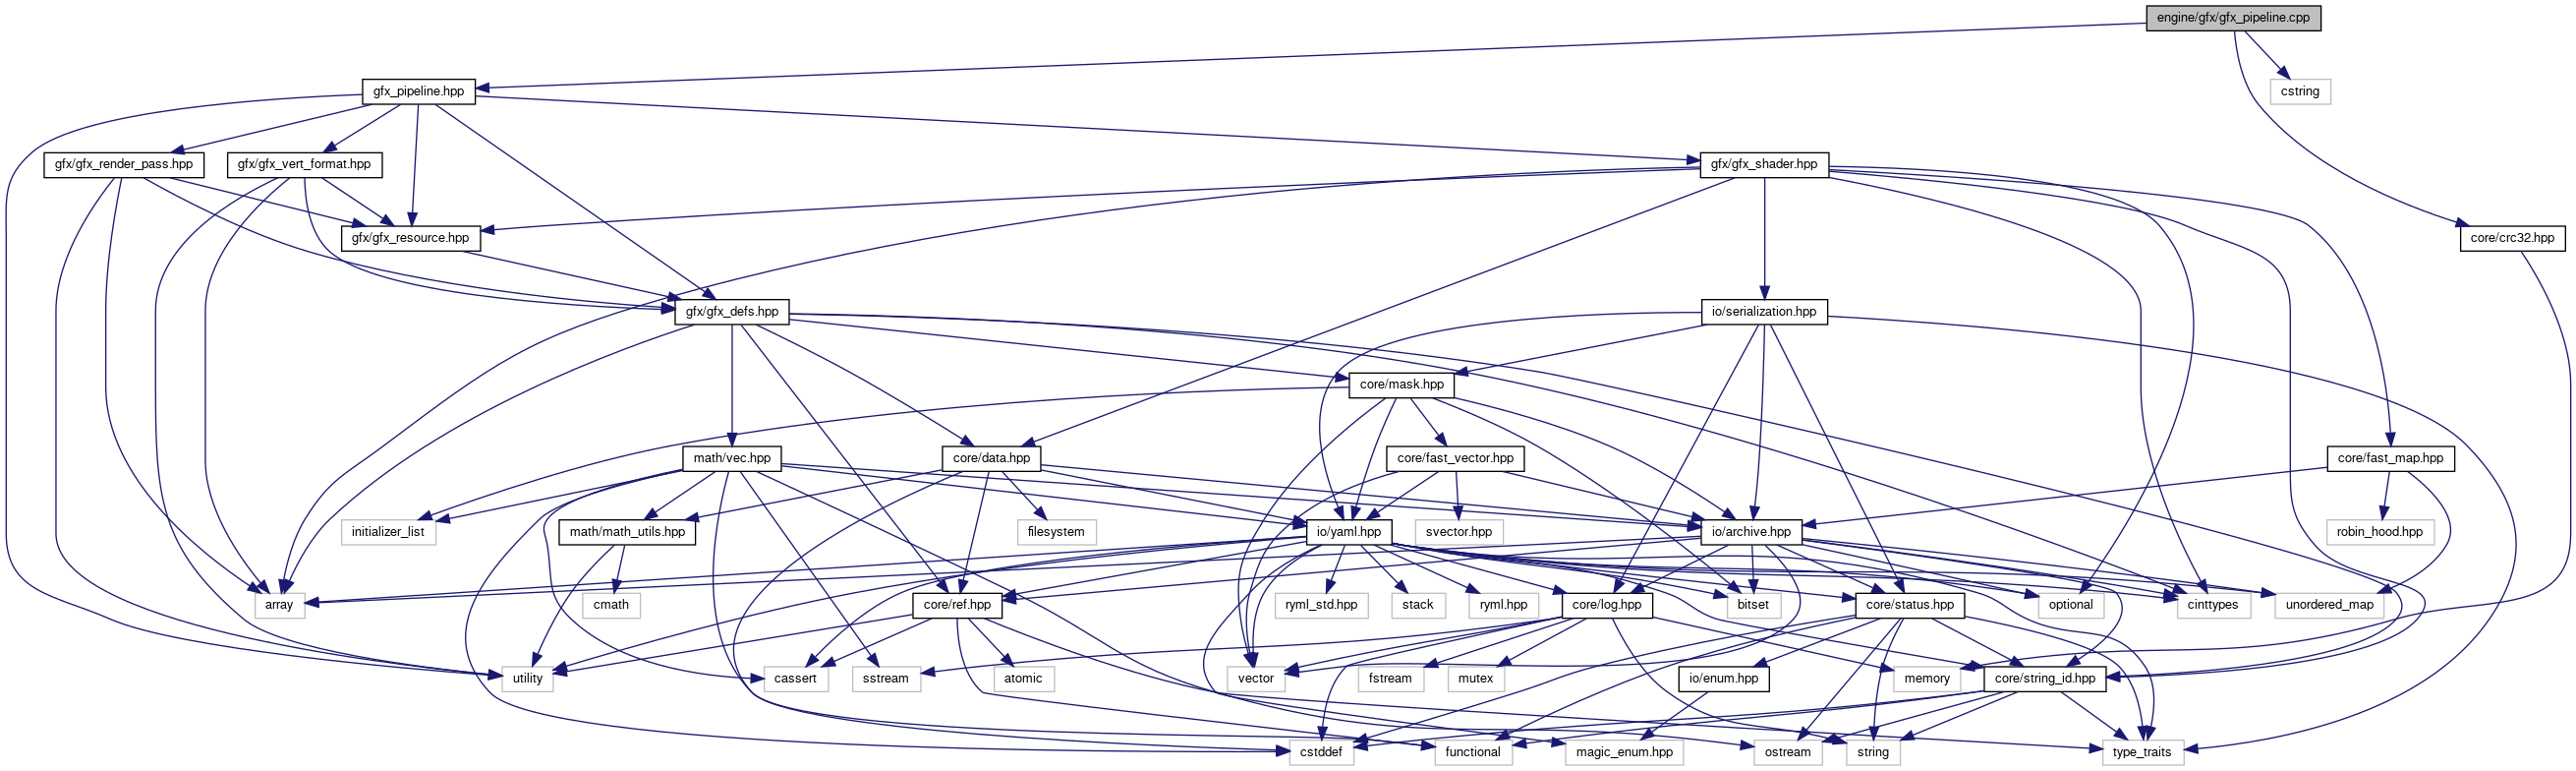 engine/gfx/gfx_pipeline.cpp
gfx_pipeline.hpp
cstring
gfx/gfx_render_pass.hpp
gfx/gfx_vert_format.hpp
gfx/gfx_shader.hpp
gfx/gfx_resource.hpp
core/crc32.hpp
gfx/gfx_defs.hpp
io/serialization.hpp
core/mask.hpp
math/vec.hpp
core/data.hpp
core/fast_vector.hpp
core/fast_map.hpp
initializer_list
math/math_utils.hpp
filesystem
io/yaml.hpp
svector.hpp
io/archive.hpp
robin_hood.hpp
array
cmath
core/ref.hpp
ryml_std.hpp
stack
ryml.hpp
core/log.hpp
bitset
core/status.hpp
optional
cinttypes
unordered_map
utility
cassert
sstream
atomic
vector
fstream
mutex
io/enum.hpp
memory
core/string_id.hpp
cstddef
functional
magic_enum.hpp
ostream
string
type_traits